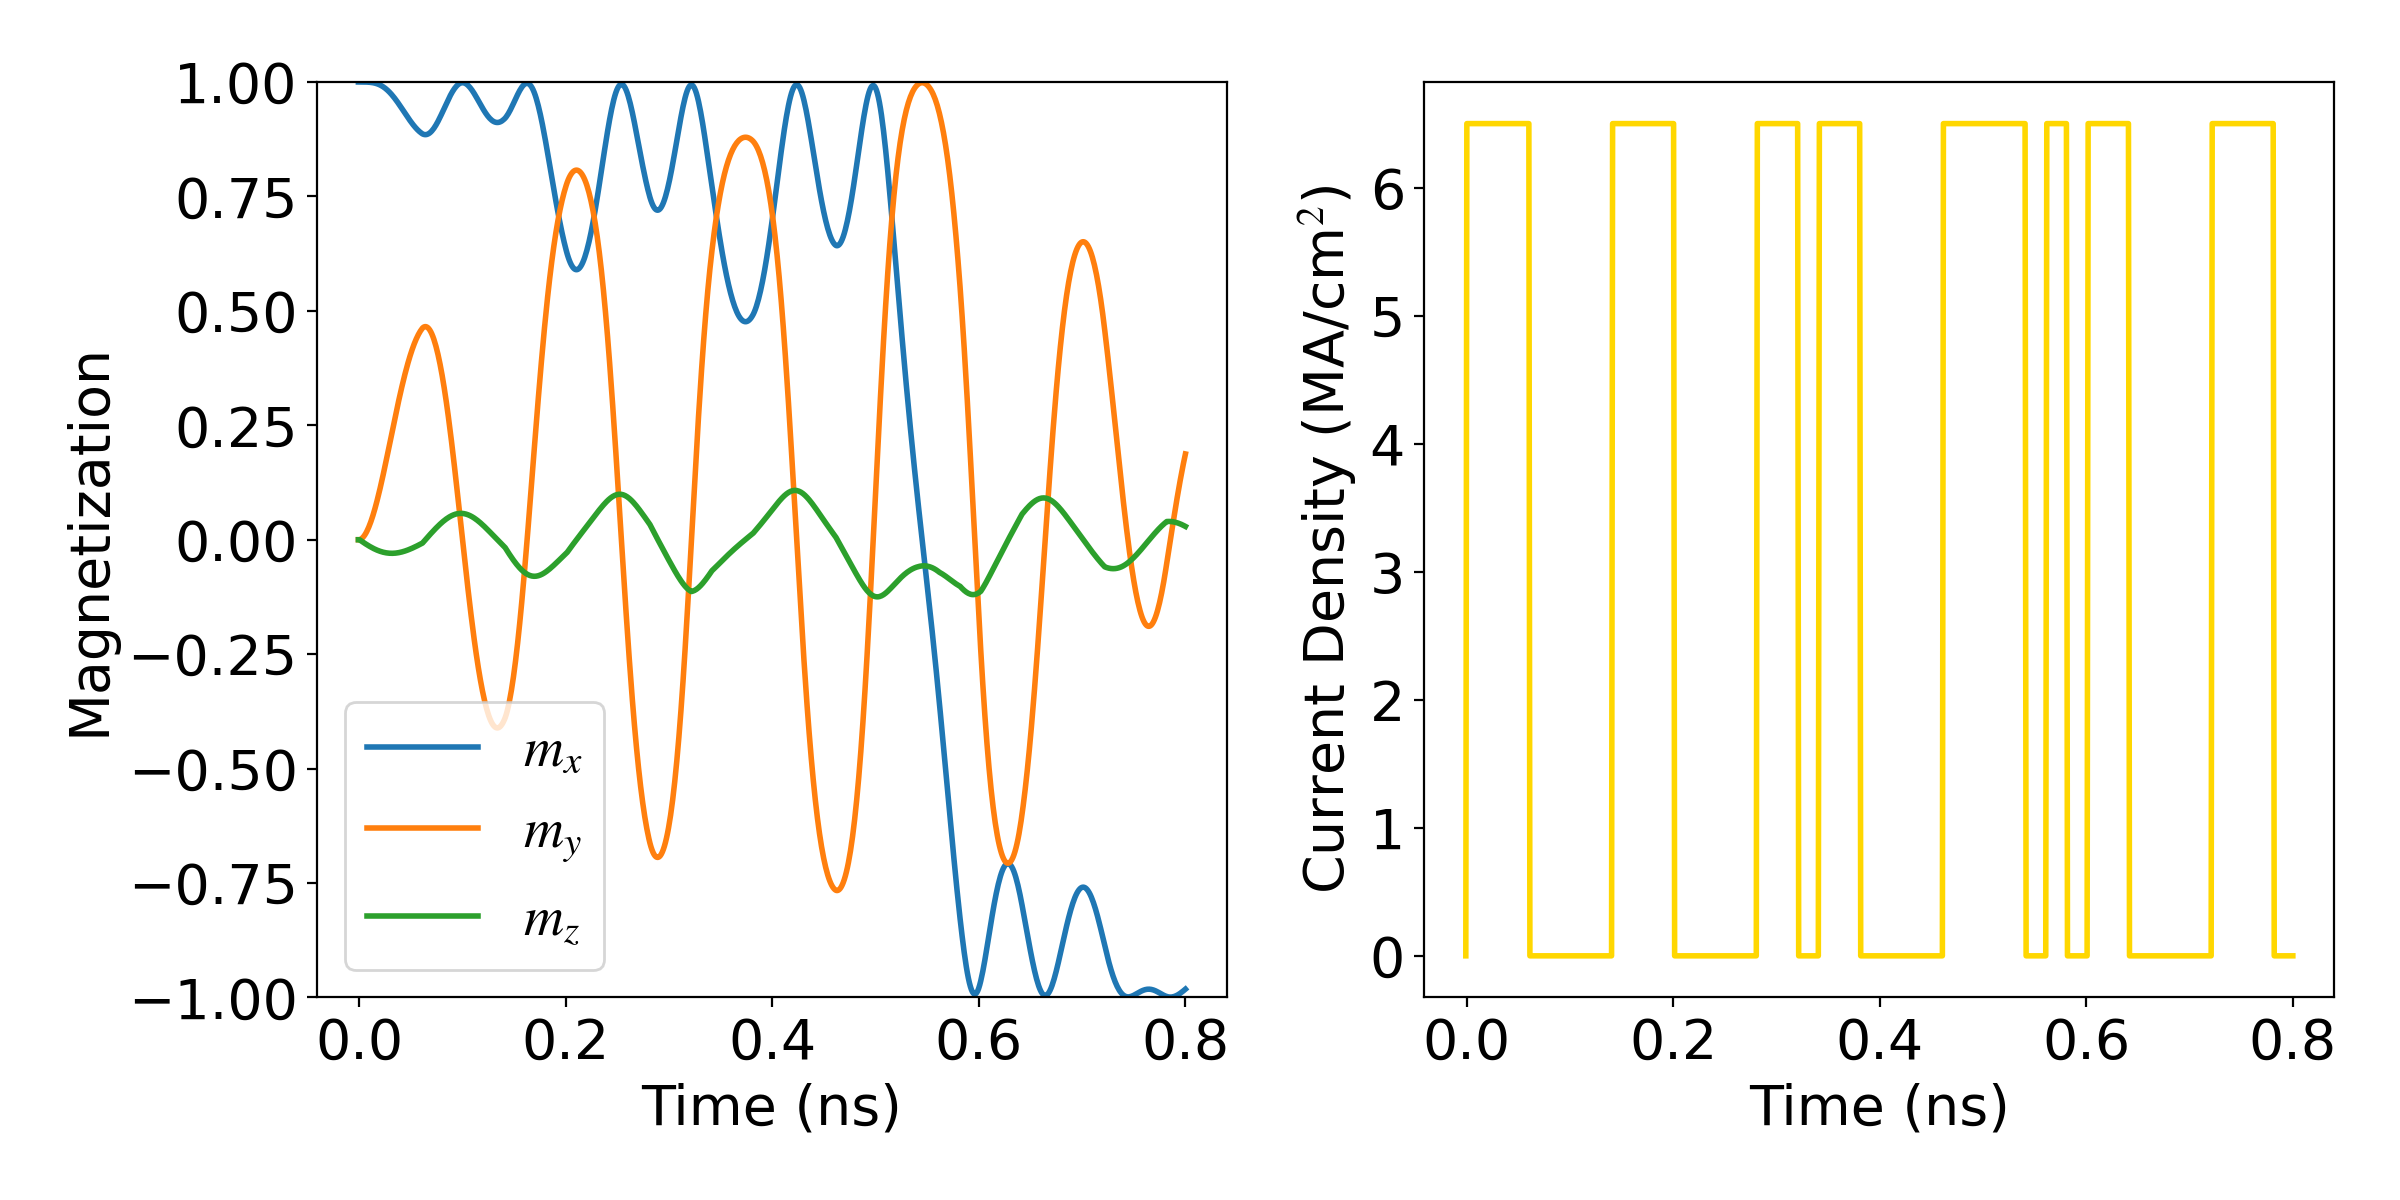 1.00
0.75
0.50
0.25
0.00
−0.25
−0.50
−0.75
−1.00
Magnetization
0.0 0.2 0.4 0.6 0.8
Time (ns)
m_x
m_y
m_z
6
5
4
3
2
1
0
Current Density (MA/cm²)
0.0 0.2 0.4 0.6 0.8
Time (ns)